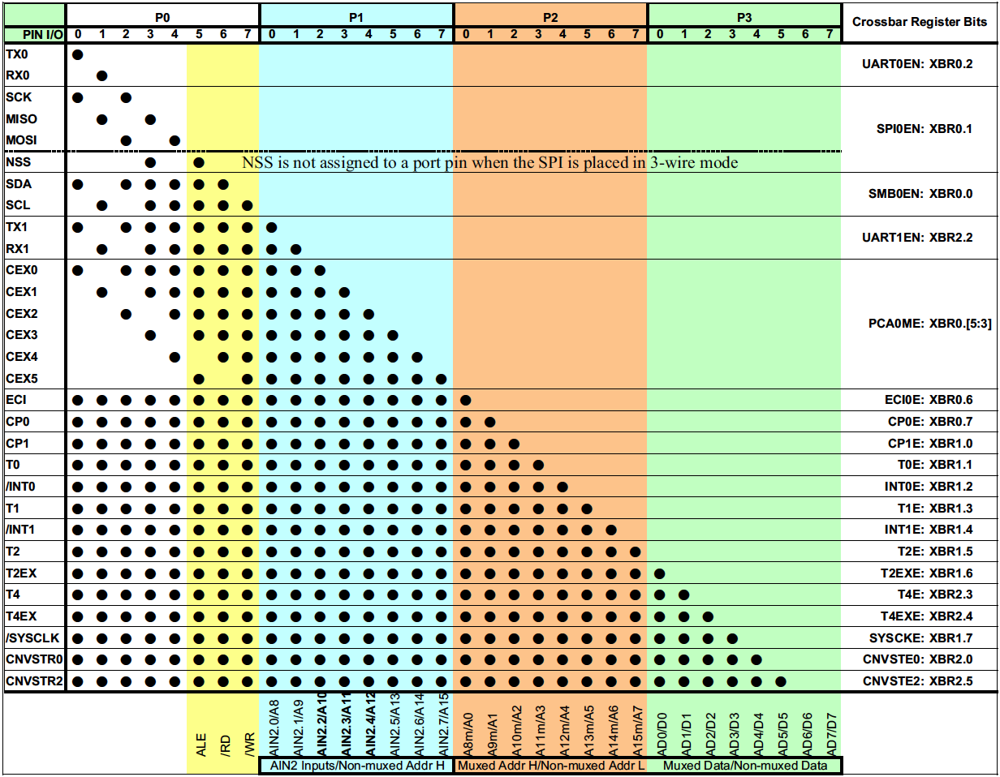 P0 P1 P2 P3 Crossbar Register Bits
PIN I/O 0 1 2 3 4 5 6 7 0 1 2 3 4 5 6 7 0 1 2 3 4 5 6 7 0 1 2 3 4 5 6 7
TX0
UART0EN: XBR0.2
RX0
SCK
MISO
SPI0EN: XBR0.1
MOSI
NSS NSS is not assigned to a port pin when the SPI is placed in 3-wire mode
SDA
SMB0EN: XBR0.0
SCL
TX1
UART1EN: XBR2.2
RX1
CEX0
CEX1
CEX2
PCA0ME: XBR0.[5:3]
CEX3
CEX4
CEX5
ECI ECI0E: XBR0.6
CP0 CP0E: XBR0.7
CP1 CP1E: XBR1.0
T0 T0E: XBR1.1
/INT0 INT0E: XBR1.2
T1 T1E: XBR1.3
/INT1 INT1E: XBR1.4
T2 T2E: XBR1.5
T2EX T2EXE: XBR1.6
T4 T4E: XBR2.3
T4EX T4EXE: XBR2.4
/SYSCLK SYSCKE: XBR1.7
CNVSTR0 CNVSTE0: XBR2.0
CNVSTR2 CNVSTE2: XBR2.5
ALE
/RD
/WR
AIN2.0/A8
AIN2.1/A9
AIN2.2/A10
AIN2.3/A11
AIN2.4/A12
AIN2.5/A13
AIN2.6/A14
AIN2.7/A15
A8m/A0
A9m/A1
A10m/A2
A11m/A3
A12m/A4
A13m/A5
A14m/A6
A15m/A7
AD0/D0
AD1/D1
AD2/D2
AD3/D3
AD4/D4
AD5/D5
AD6/D6
AD7/D7
AIN2 Inputs/Non-muxed Addr H Muxed Addr H/Non-muxed Addr L Muxed Data/Non-muxed Data